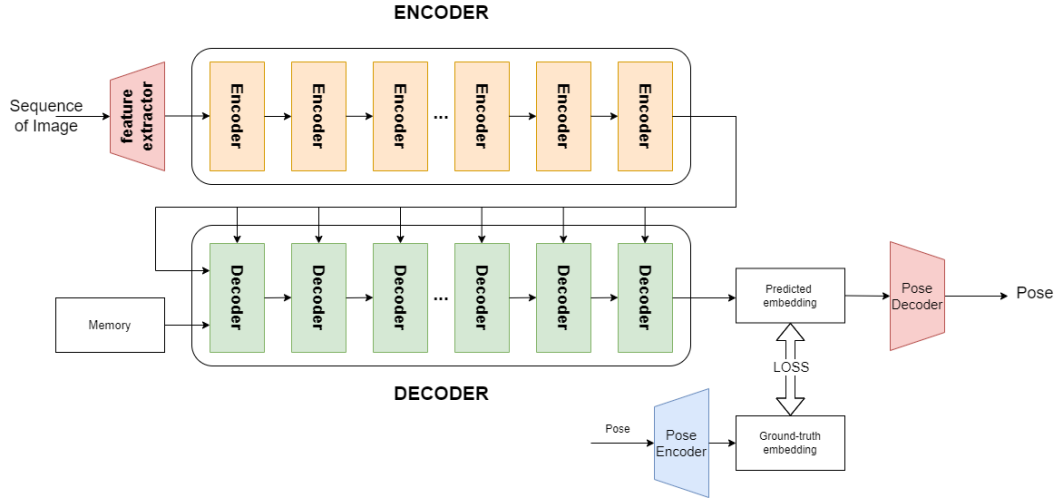 ENCODER
Sequence
of Image
feature
extractor
Encoder
Encoder
Encoder
...
Encoder
Encoder
Encoder
Decoder
Decoder
Decoder
...
Decoder
Decoder
Decoder
Memory
Predicted
embedding
Pose
Decoder
Pose
LOSS
DECODER
Pose
Pose
Encoder
Ground-truth
embedding